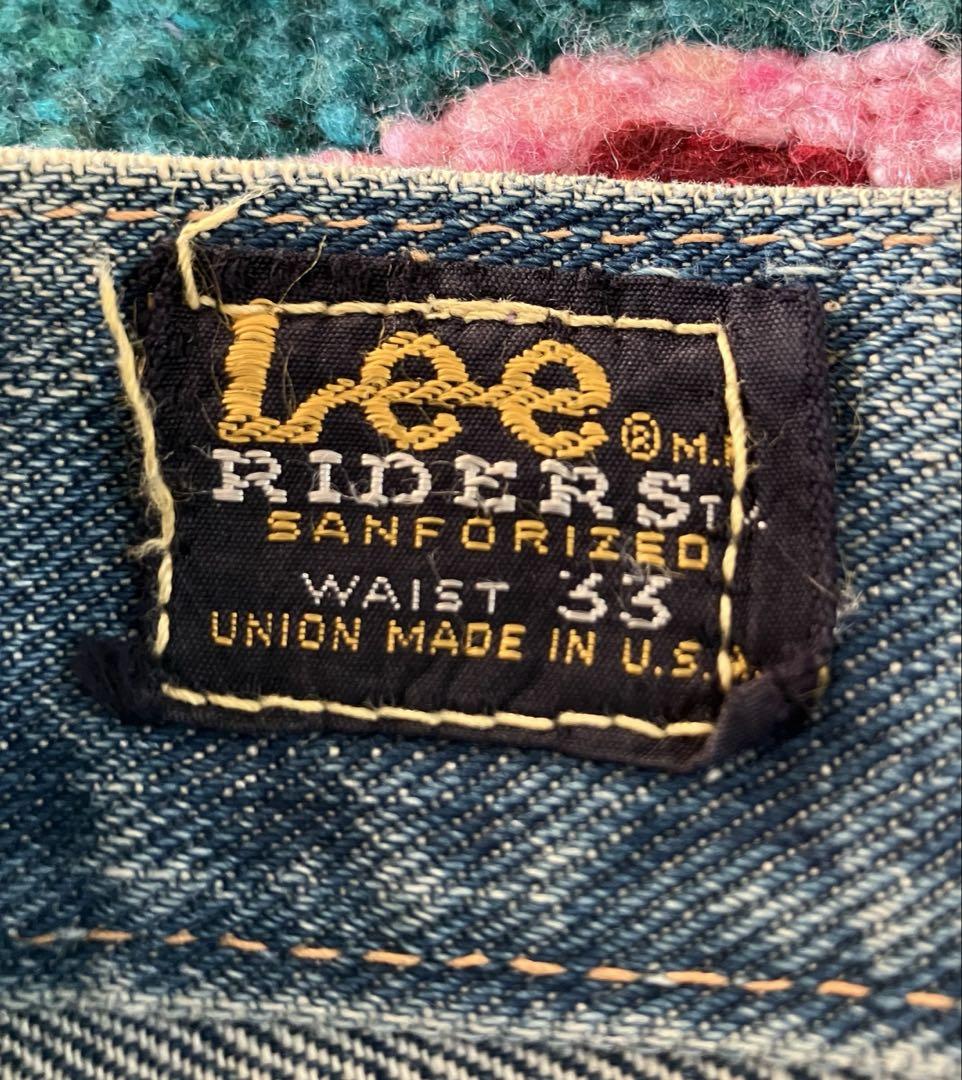 Lee® M.
RIDERS T
SANFORIZED
WAIST 33
UNION MADE IN U.S.A